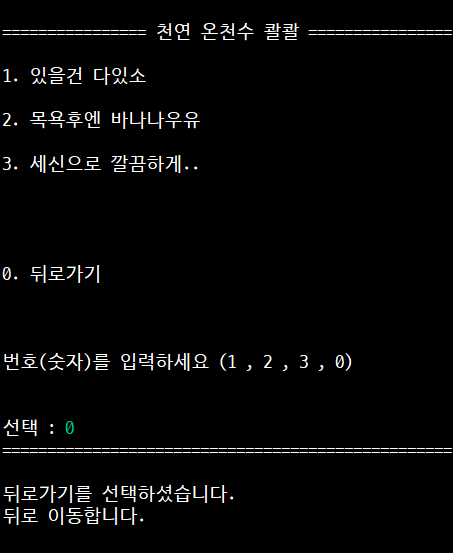 ================ 천연 온천수 콸콸 ================
1. 있을건 다있소
2. 목욕후엔 바나나우유
3. 세신으로 깔끔하게..
0. 뒤로가기
번호(숫자)를 입력하세요 (1 , 2 , 3 , 0)
선택 : 0
==================================================
뒤로가기를 선택하셨습니다.
뒤로 이동합니다.